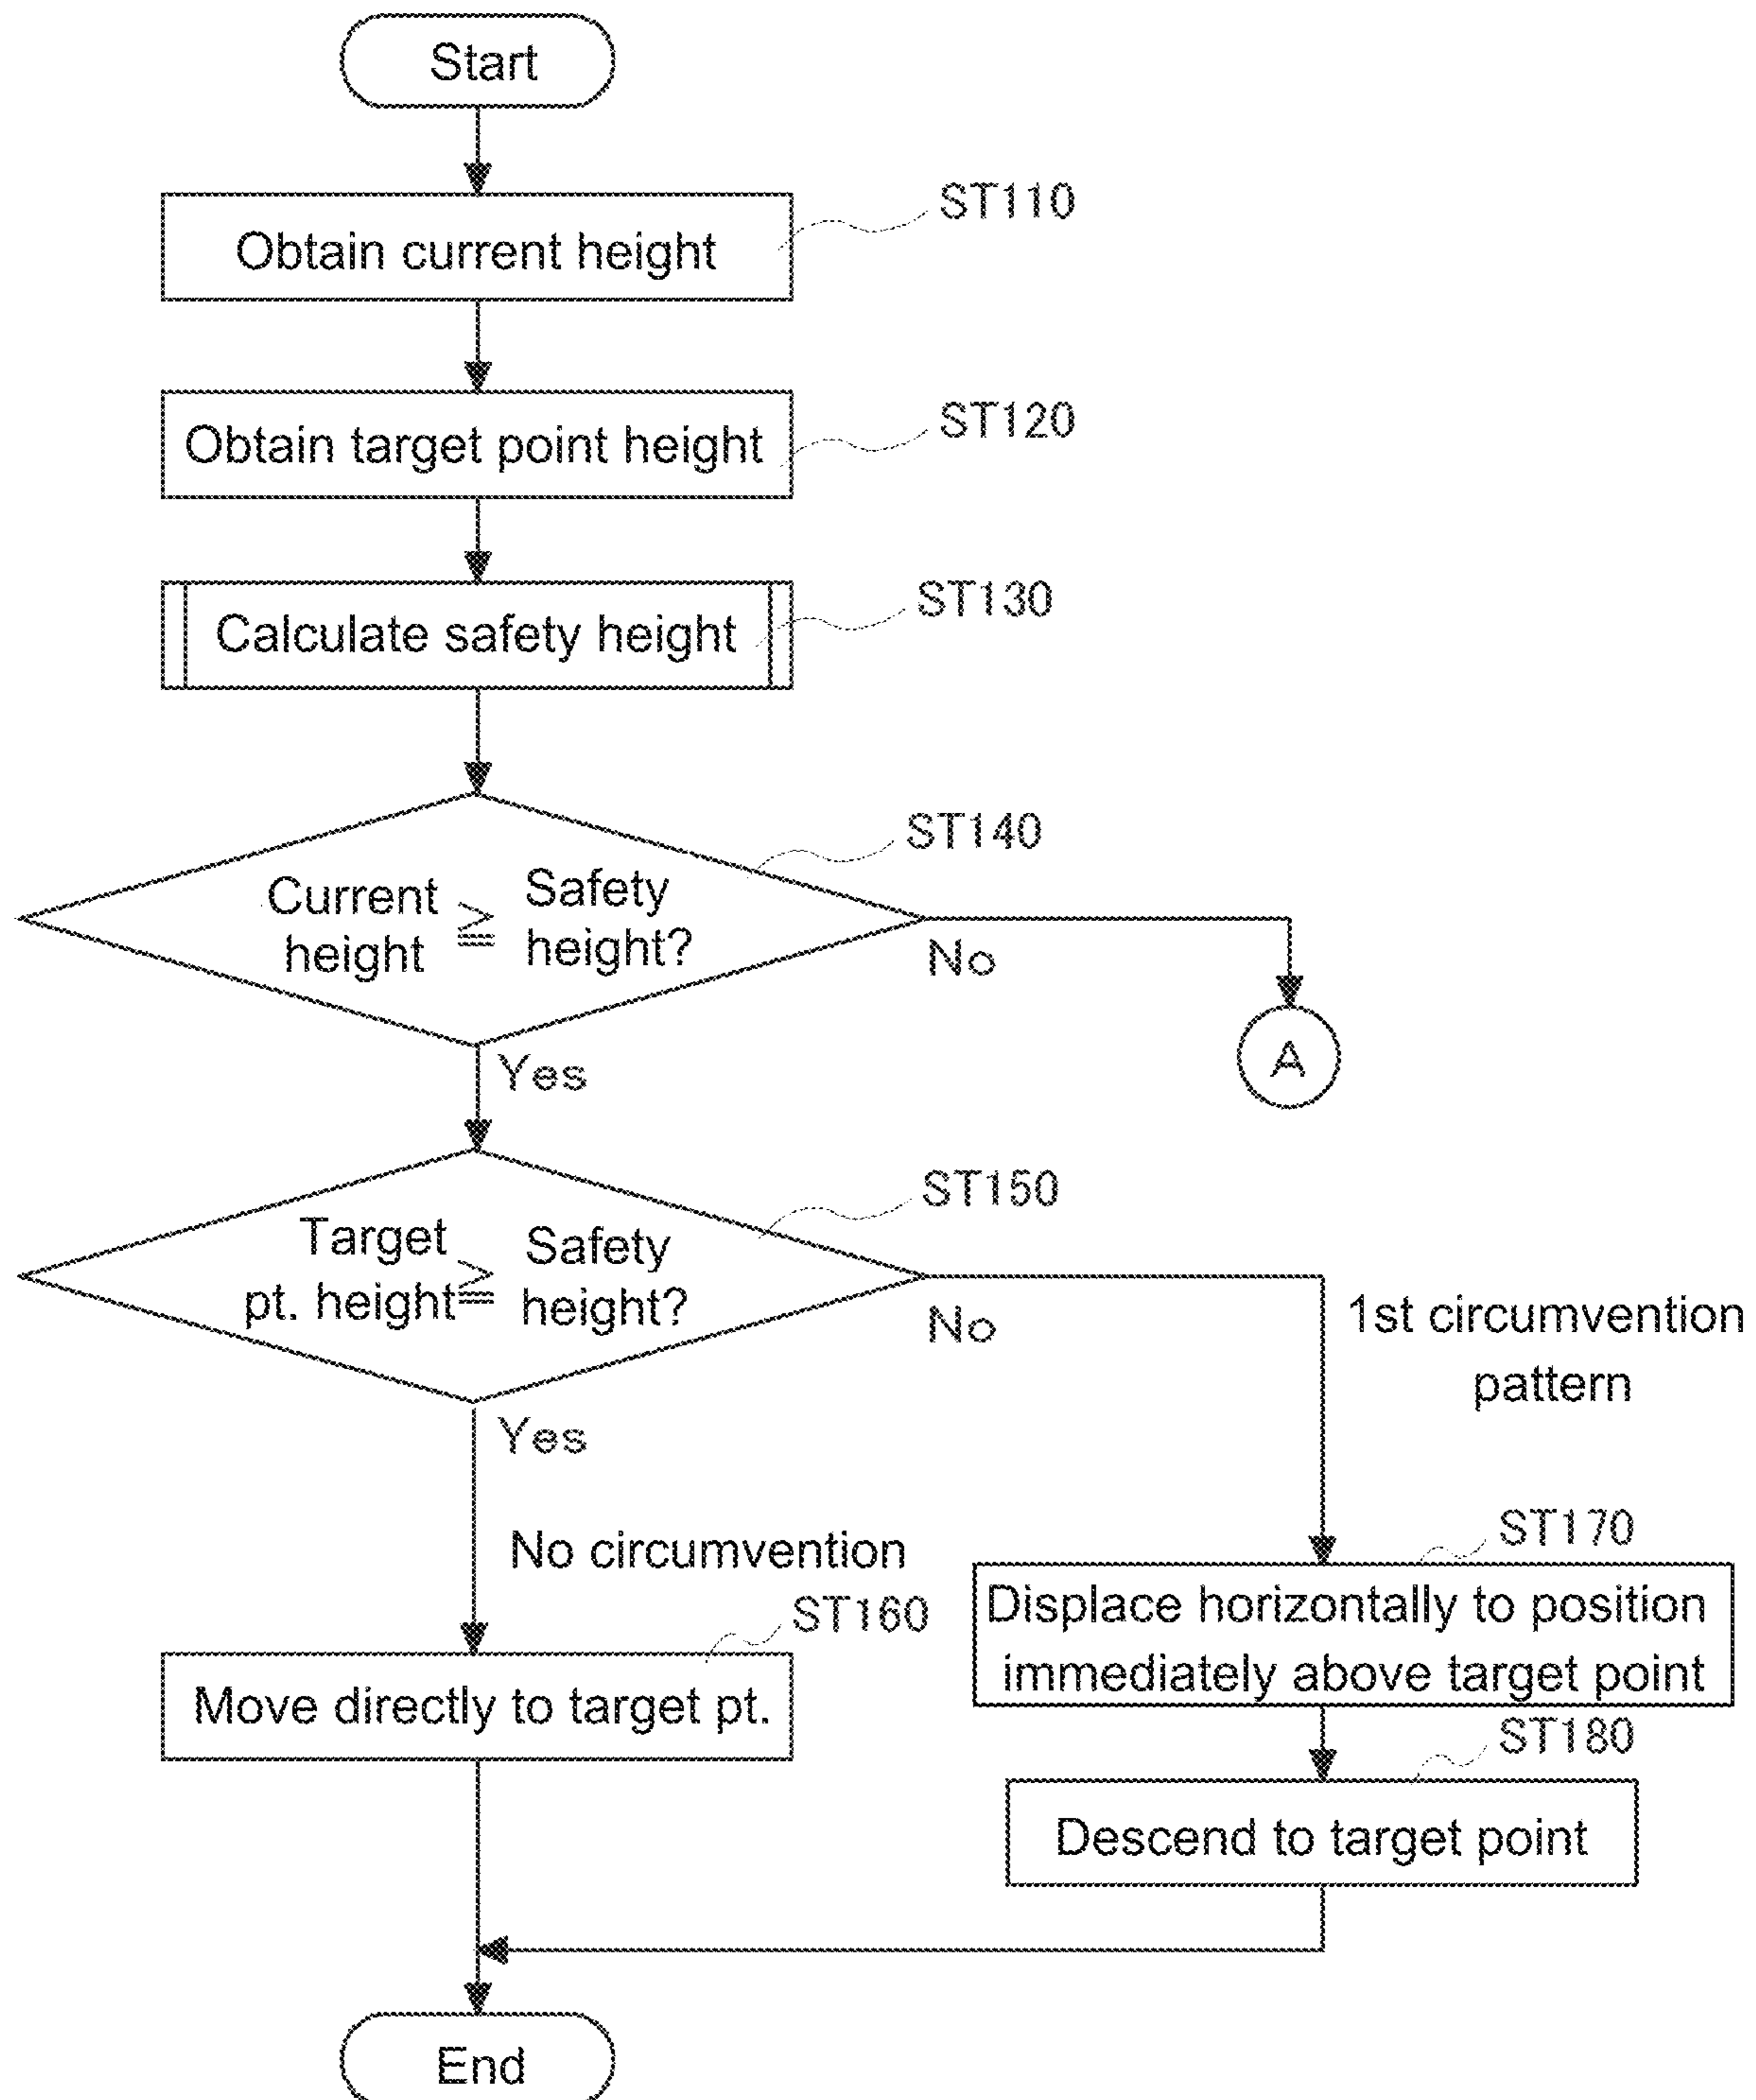 Start
ST110
Obtain current height
ST120
Obtain target point height
ST130
Calculate safety height
ST140
Current height ≧ Safety height?
No
A
Yes
ST150
Target pt. height ≧ Safety height?
No
1st circumvention
pattern
Yes
No circumvention
ST160
Move directly to target pt.
ST170
Displace horizontally to position
immediately above target point
ST180
Descend to target point
End